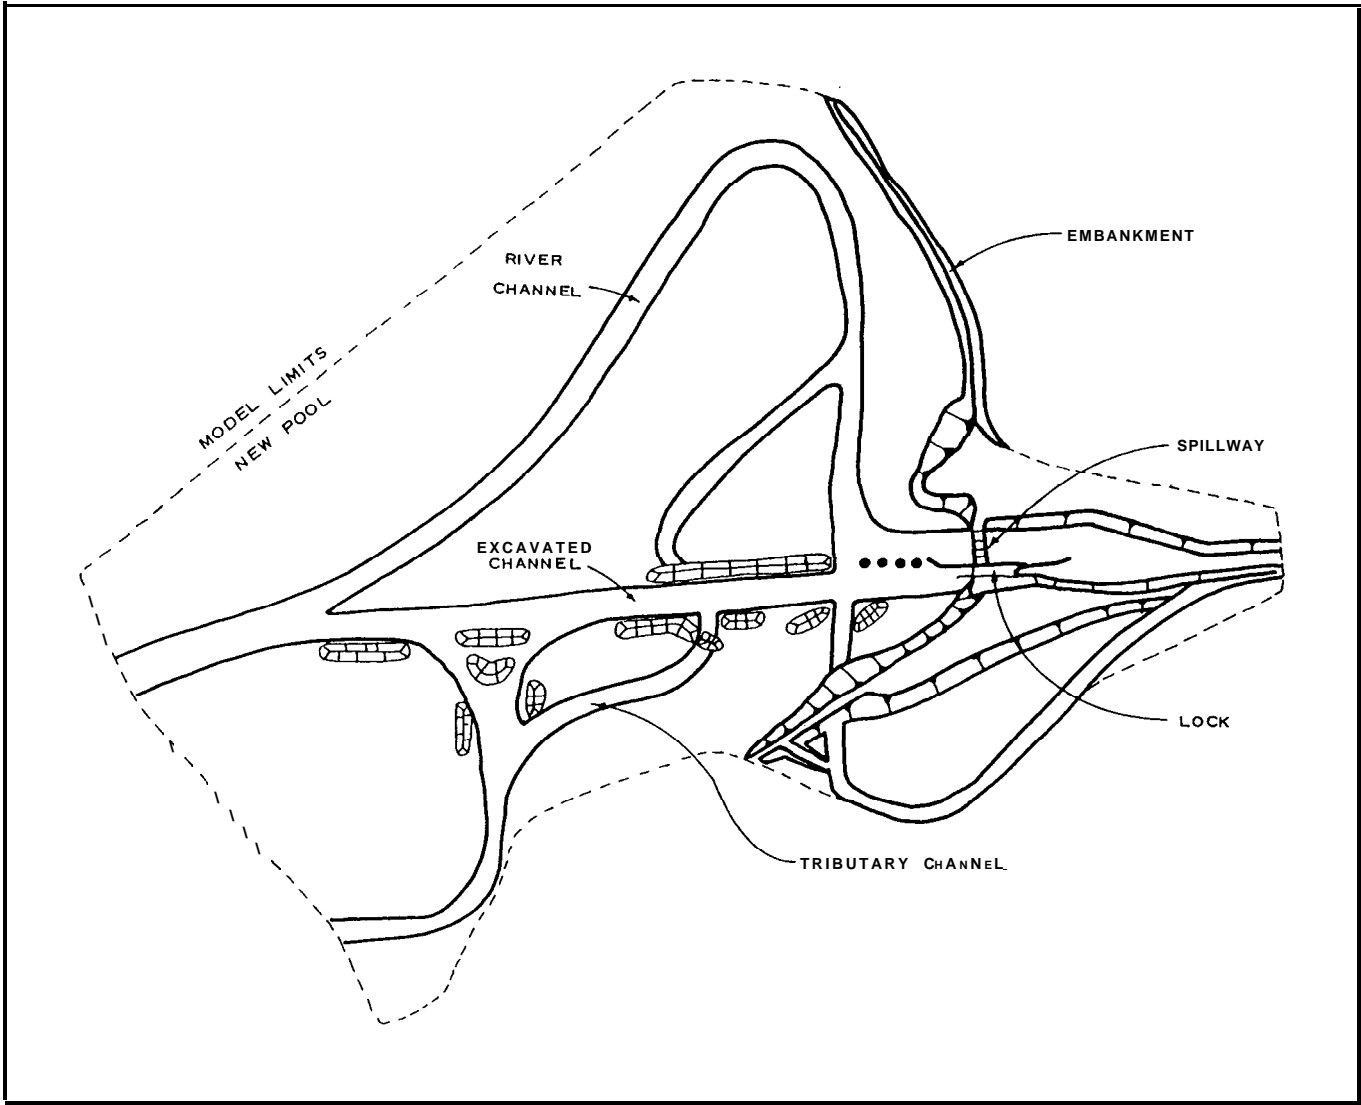 EMBANKMENT
RIVER
CHANNEL
MODEL LIMITS
NEW POOL
SPILLWAY
EXCAVATED
CHANNEL
LOCK
TRIBUTARY CHANNEL